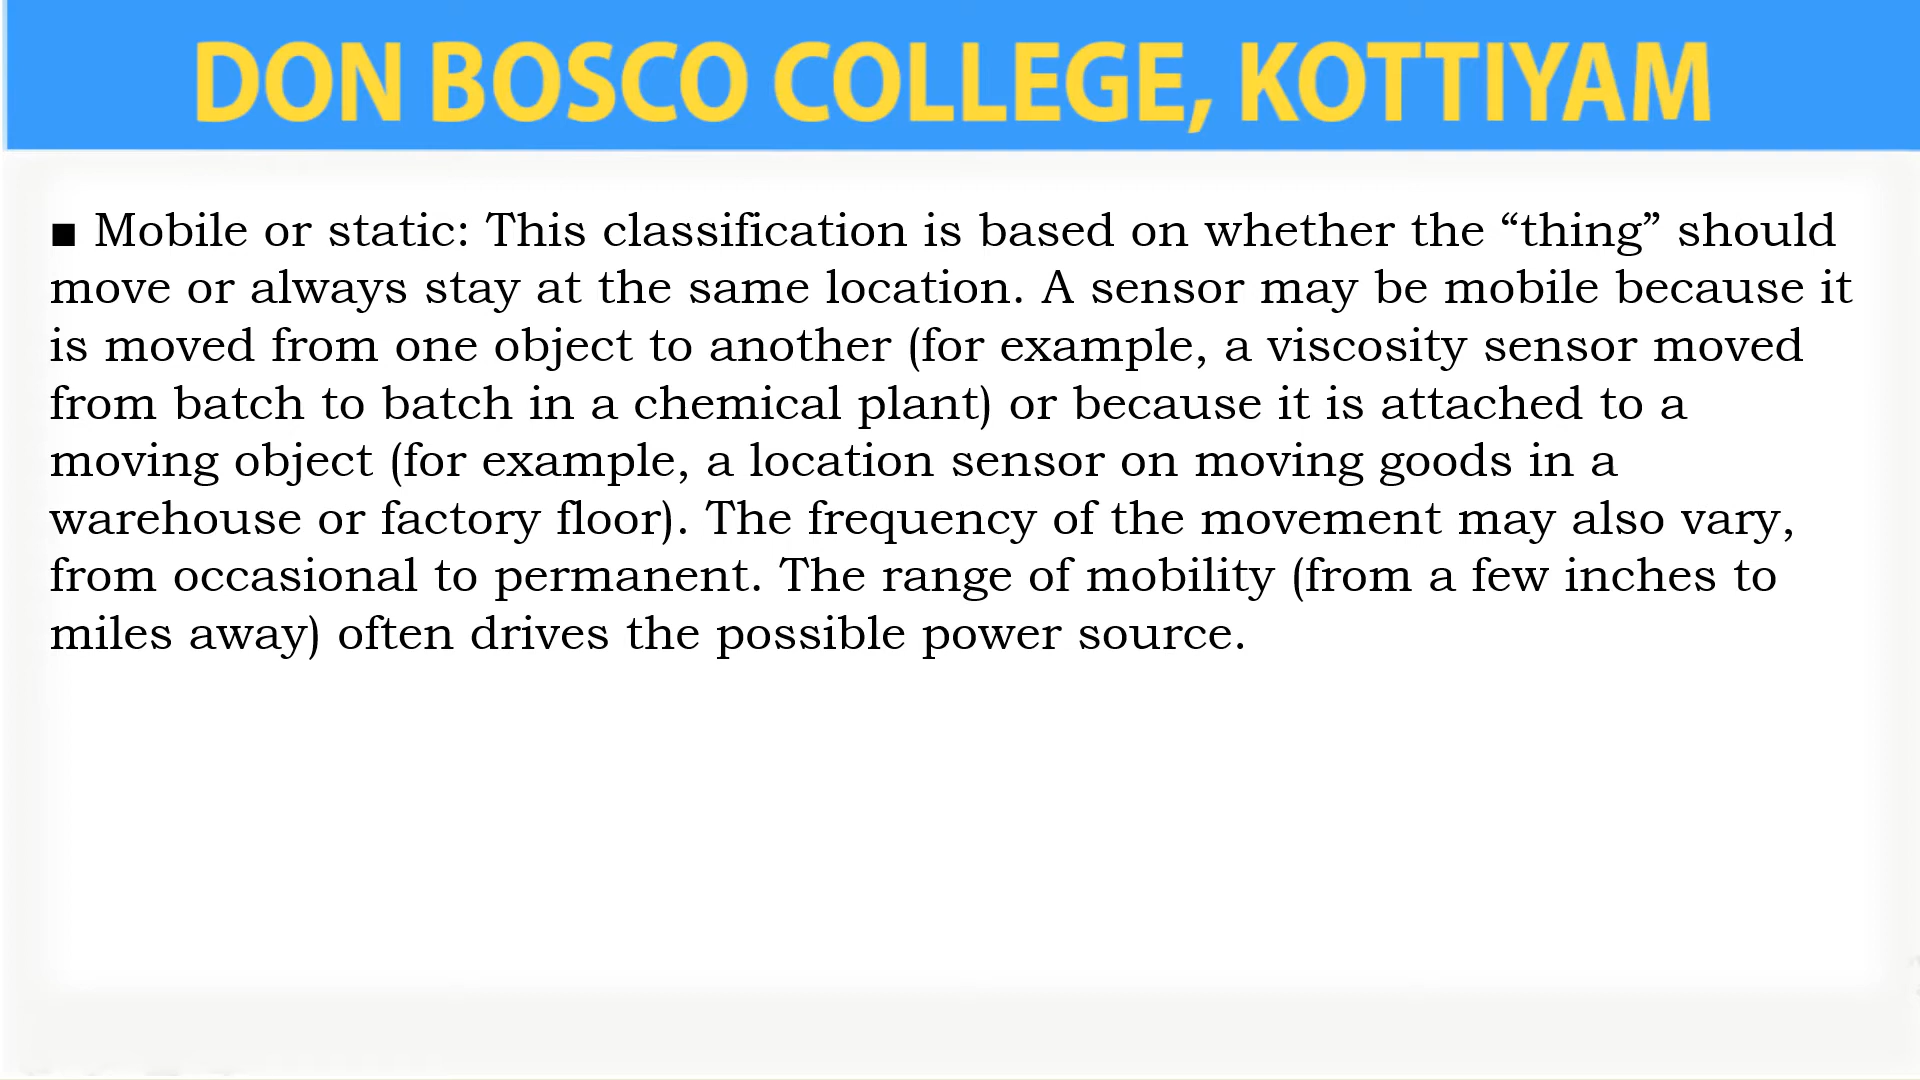 DON BOSCO COLLEGE, KOTTIYAM
▪ Mobile or static: This classification is based on whether the “thing” should
move or always stay at the same location. A sensor may be mobile because it
is moved from one object to another (for example, a viscosity sensor moved
from batch to batch in a chemical plant) or because it is attached to a
moving object (for example, a location sensor on moving goods in a
warehouse or factory floor). The frequency of the movement may also vary,
from occasional to permanent. The range of mobility (from a few inches to
miles away) often drives the possible power source.